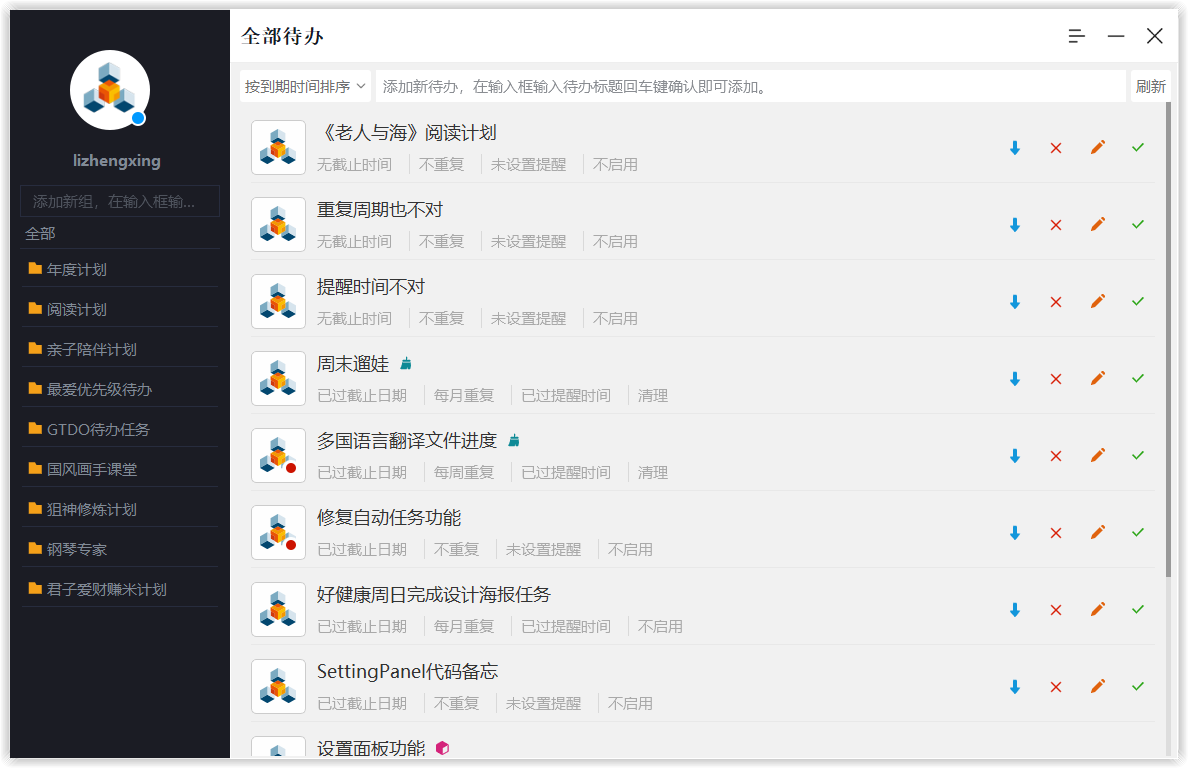 lizhengxing
添加新组，在输入框输...
全部
年度计划
阅读计划
亲子陪伴计划
最爱优先级待办
GTDO待办任务
国风画手课堂
狙神修炼计划
钢琴专家
君子爱财赚米计划
全部待办
按到期时间排序 添加新待办，在输入框输入待办标题回车键确认即可添加。 刷新
《老人与海》阅读计划
无截止时间 不重复 未设置提醒 不启用
重复周期也不对
无截止时间 不重复 未设置提醒 不启用
提醒时间不对
无截止时间 不重复 未设置提醒 不启用
周末遛娃
已过截止日期 每月重复 已过提醒时间 清理
多国语言翻译文件进度
已过截止日期 每周重复 已过提醒时间 清理
修复自动任务功能
已过截止日期 不重复 未设置提醒 不启用
好健康周日完成设计海报任务
已过截止日期 每月重复 已过提醒时间 不启用
SettingPanel代码备忘
已过截止日期 不重复 未设置提醒 不启用
设置面板功能